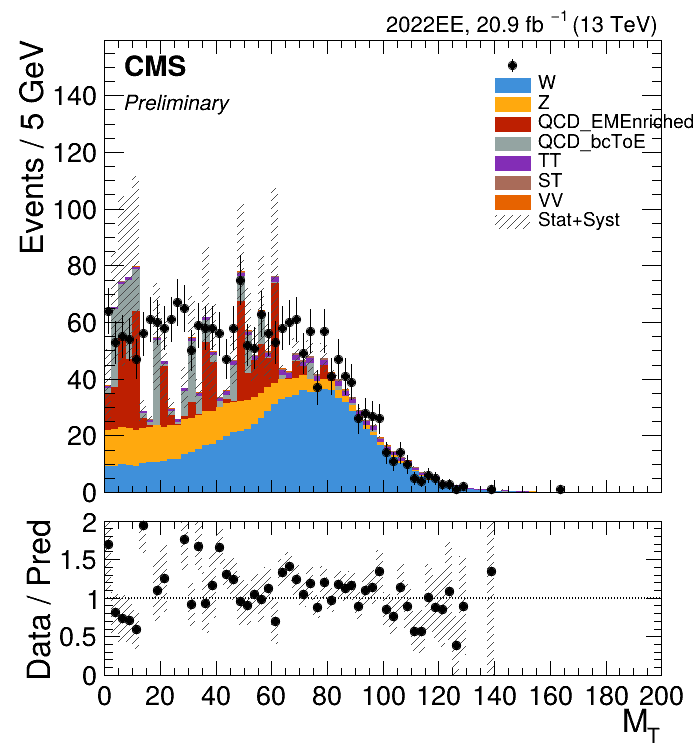 2022EE, 20.9 fb⁻¹ (13 TeV)
CMS
Preliminary
Events / 5 GeV
140
120
100
80
60
40
20
0
W
Z
QCD_EMEnriched
QCD_bcToE
TT
ST
VV
Stat+Syst
Data / Pred
2
1.5
1
0.5
0
0 20 40 60 80 100 120 140 160 180 200
M_T